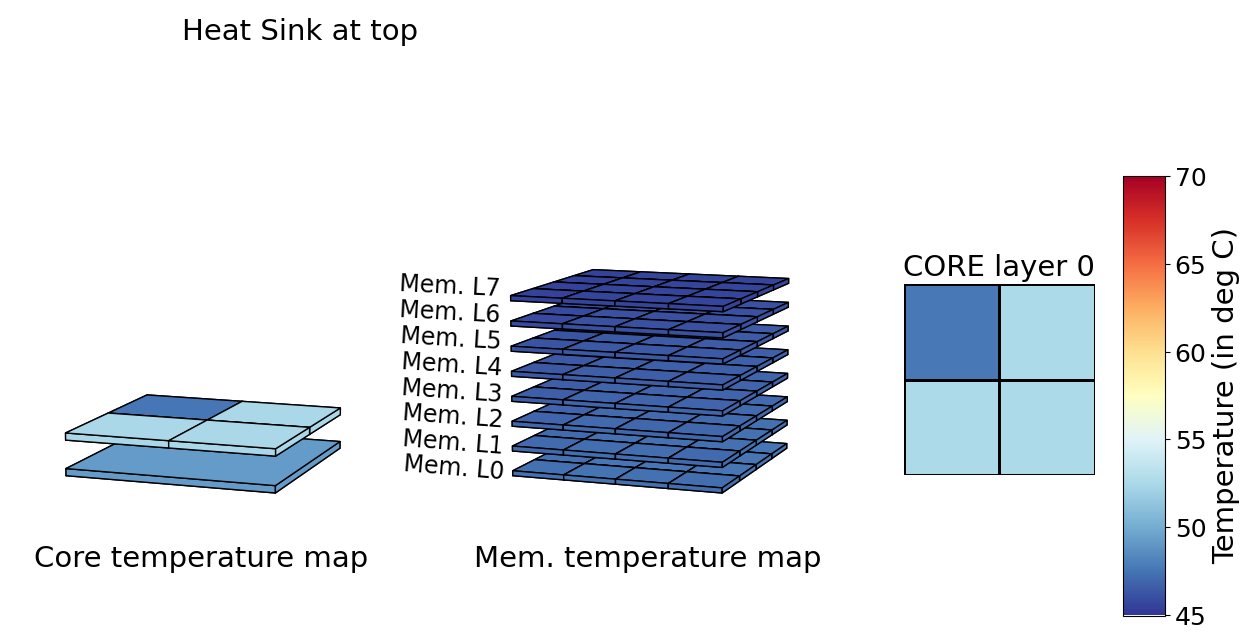 Heat Sink at top
Mem. L7
Mem. L6
Mem. L5
Mem. L4
Mem. L3
Mem. L2
Mem. L1
Mem. L0
Core temperature map
Mem. temperature map
CORE layer 0
70
65
60
55
50
45
Temperature (in deg C)